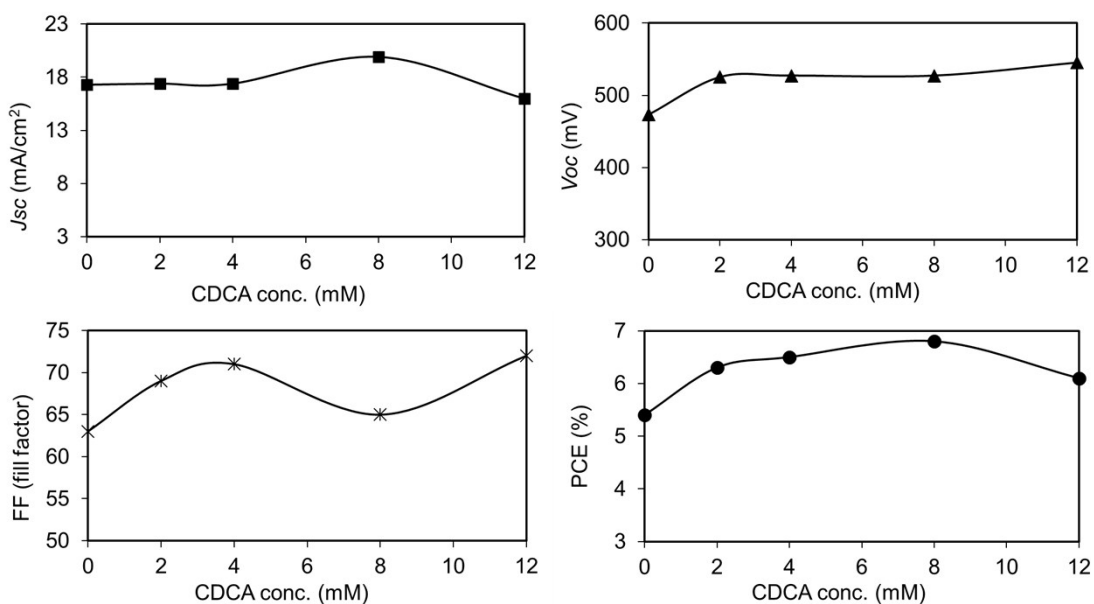 23
18
13
8
3
Jsc (mA/cm²)
0 2 4 6 8 10 12
CDCA conc. (mM)
600
500
400
300
Voc (mV)
0 2 4 6 8 10 12
CDCA conc. (mM)
75
70
65
60
55
50
FF (fill factor)
0 2 4 6 8 10 12
CDCA conc. (mM)
7
6
5
4
3
PCE (%)
0 2 4 6 8 10 12
CDCA conc. (mM)